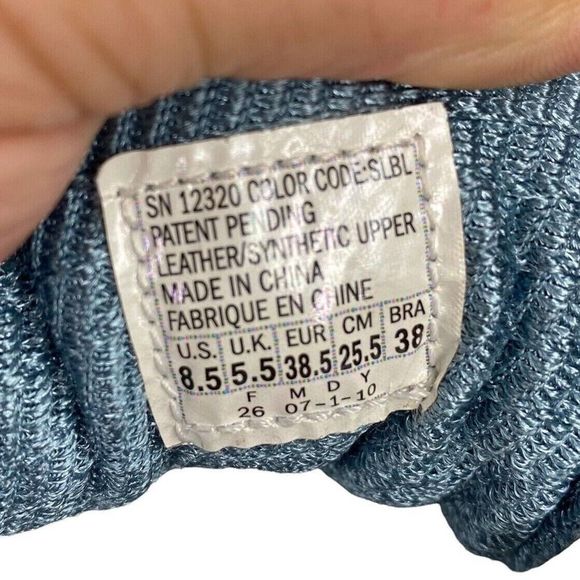 SN 12320 COLOR CODE:SLBL
PATENT PENDING
LEATHER/SYNTHETIC UPPER
MADE IN CHINA
FABRIQUE EN CHINE
U.S. U.K. EUR CM BRA
8.5 5.5 38.5 25.5 38
F M D Y
26 07-1-10